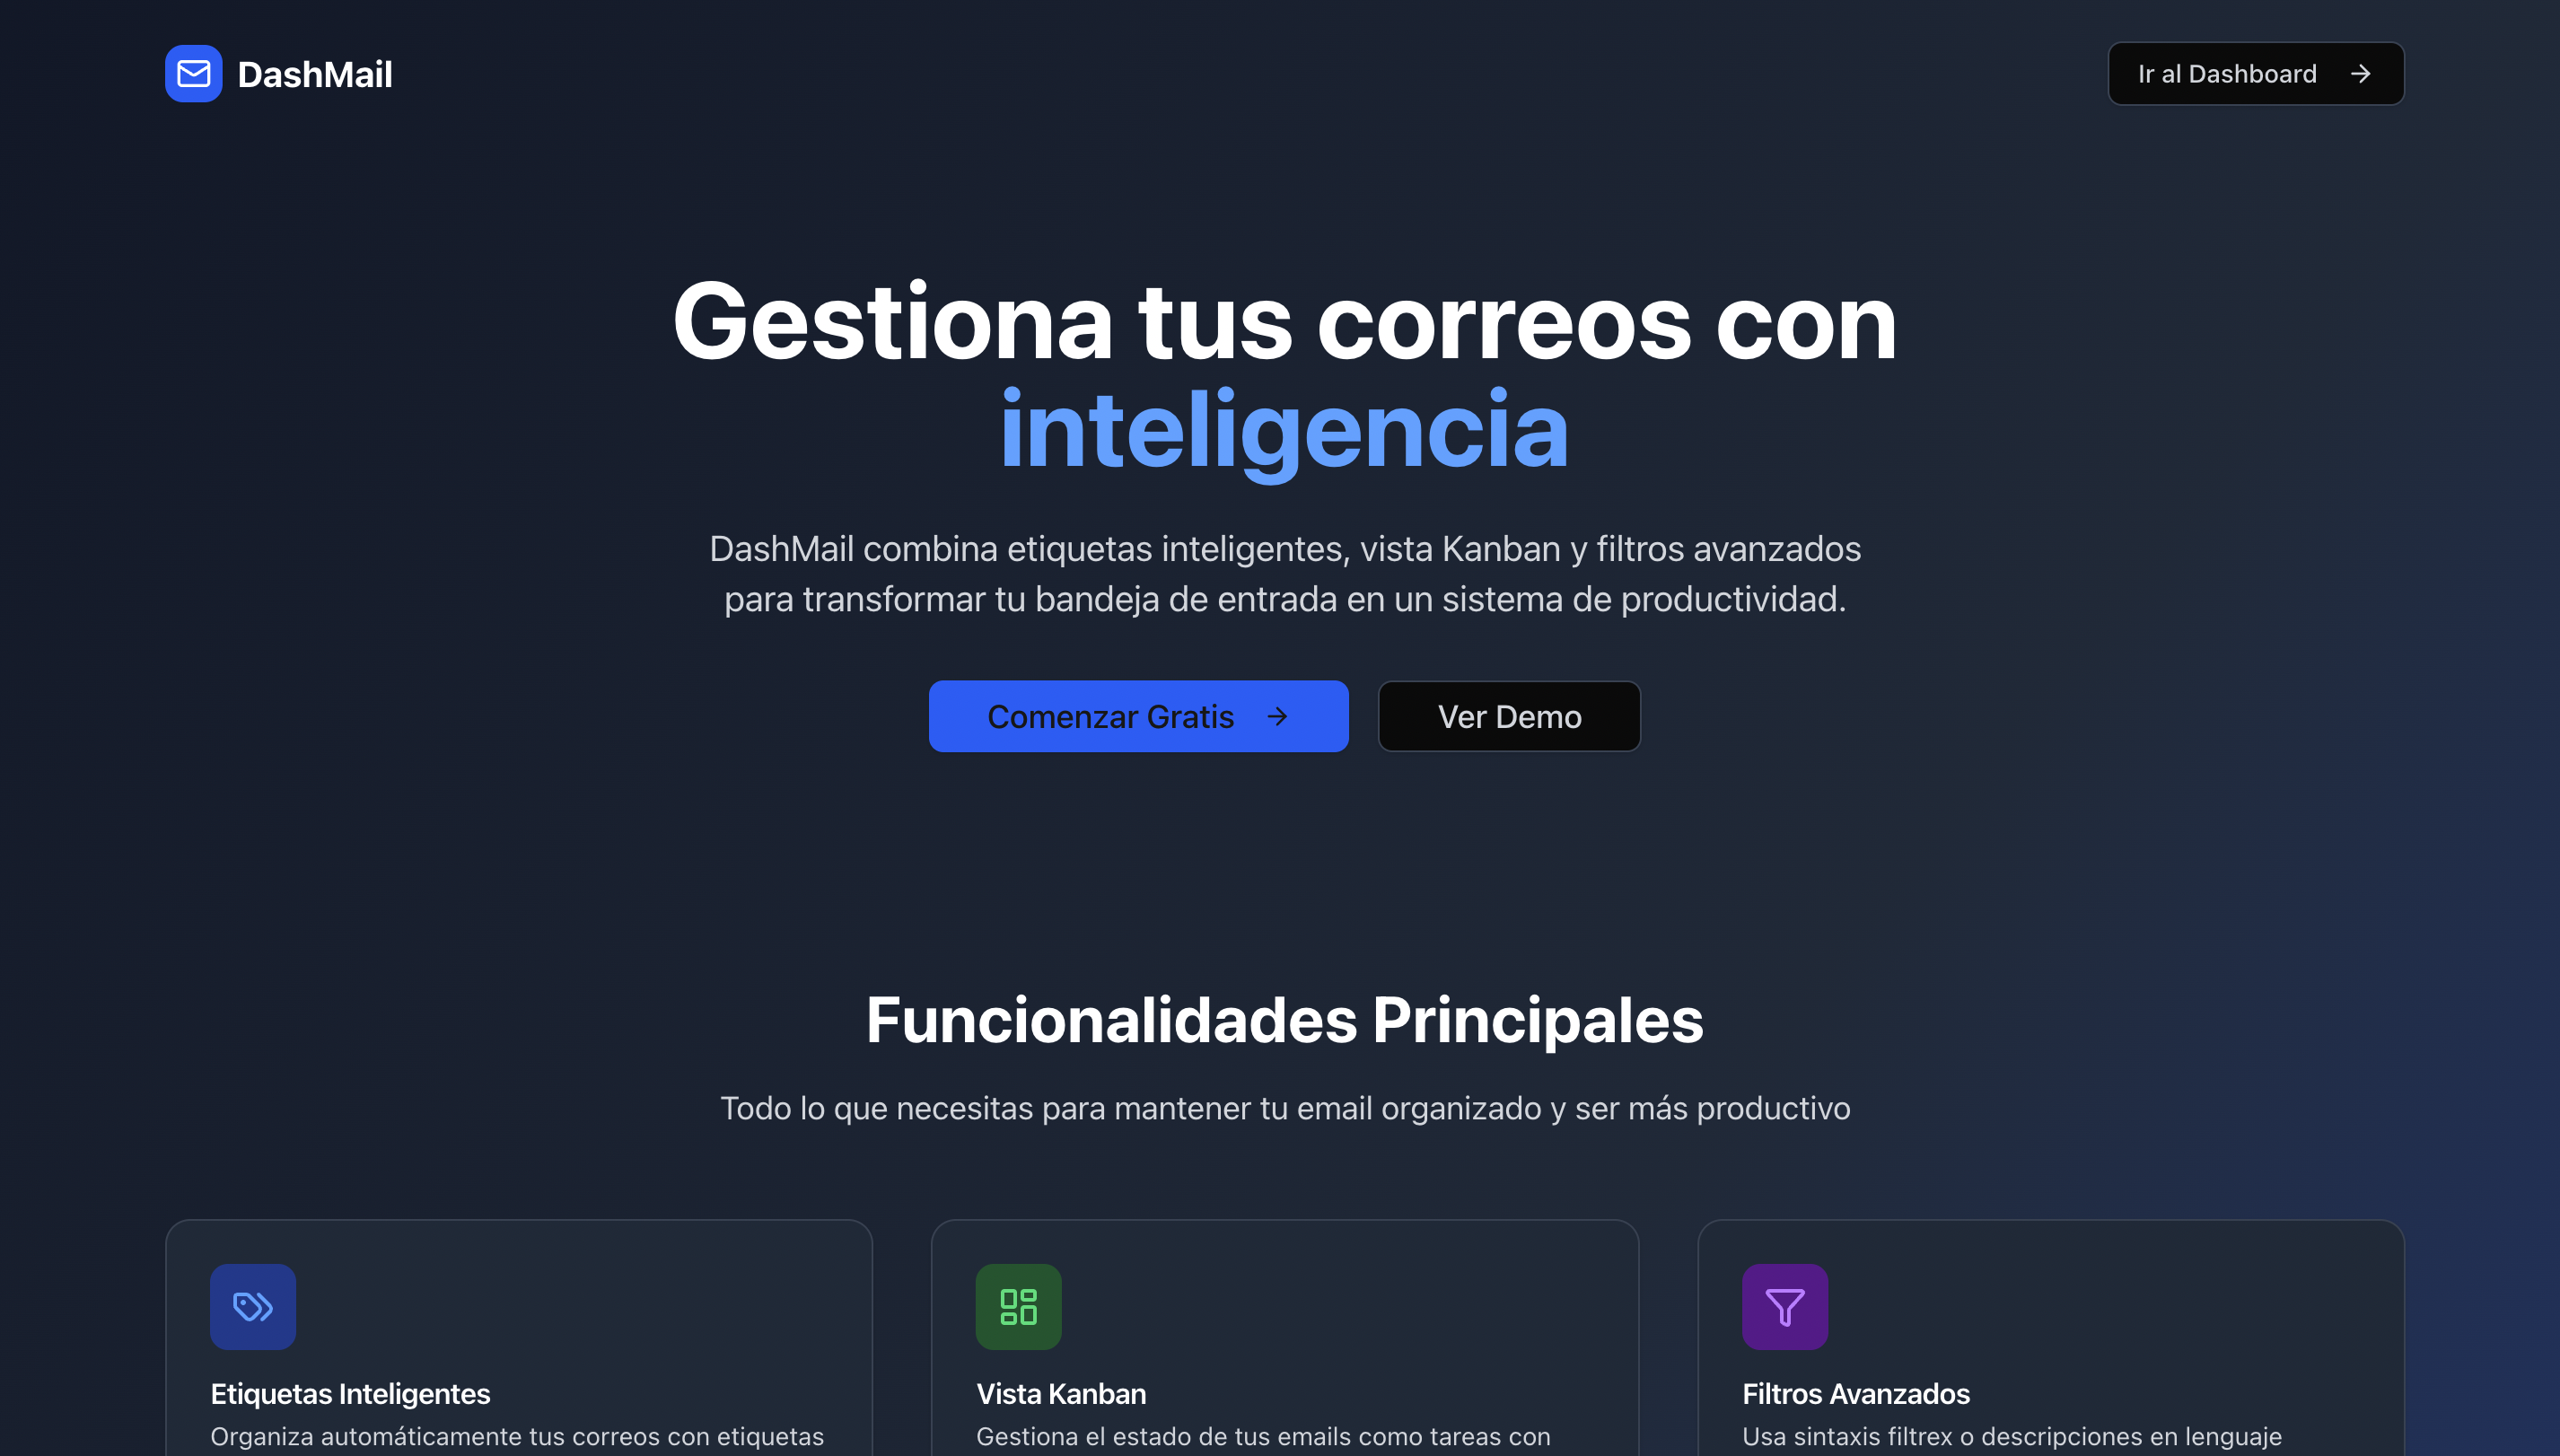 DashMail
Ir al Dashboard
Gestiona tus correos con
inteligencia
DashMail combina etiquetas inteligentes, vista Kanban y filtros avanzados
para transformar tu bandeja de entrada en un sistema de productividad.
Comenzar Gratis
Ver Demo
Funcionalidades Principales
Todo lo que necesitas para mantener tu email organizado y ser más productivo
Etiquetas Inteligentes
Organiza automáticamente tus correos con etiquetas
Vista Kanban
Gestiona el estado de tus emails como tareas con
Filtros Avanzados
Usa sintaxis filtrex o descripciones en lenguaje